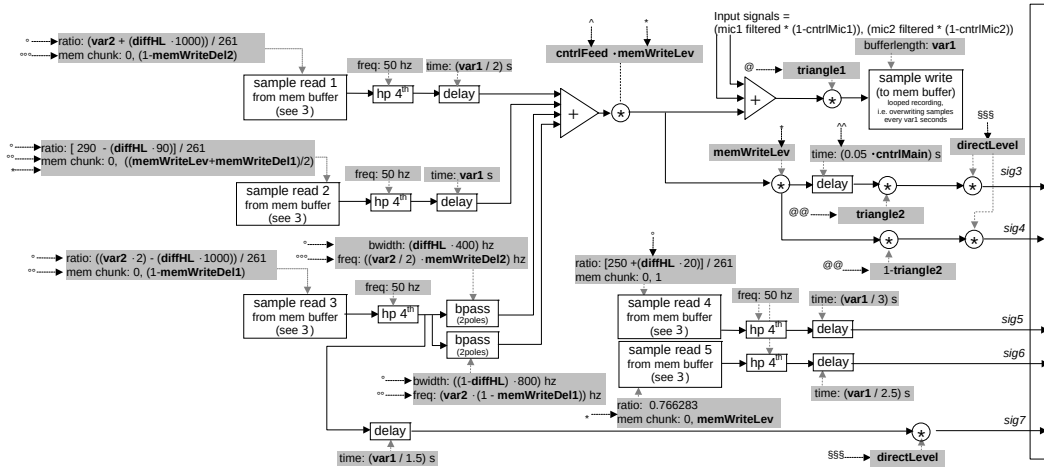 Input signals =
(mic1 filtered * (1-cntrlMic1)), (mic2 filtered * (1-cntrlMic2))
° ratio: (var2 + (diffHL ·1000)) / 261
°°° mem chunk: 0, (1-memWriteDel2)
sample read 1
from mem buffer
(see 3)
freq: 50 hz
hp 4th
time: (var1 / 2) s
delay
+
^ *
cntrlFeed ·memWriteLev
*
@ triangle1
+
*
bufferlength: var1
sample write
(to mem buffer)
looped recording,
i.e. overwriting samples
every var1 seconds
° ratio: [ 290 - (diffHL ·90)] / 261
°° mem chunk: 0, ((memWriteLev+memWriteDel1)/2)
*
sample read 2
from mem buffer
(see 3)
freq: 50 hz
hp 4th
time: var1 s
delay
*
memWriteLev
*
^^
time: (0.05 ·cntrlMain) s
delay
*
§§§
directLevel
*
sig3
@@ triangle2
*
*
sig4
@@ 1-triangle2
° ratio: ((var2 ·2) - (diffHL ·1000)) / 261
°° mem chunk: 0, (1-memWriteDel1)
sample read 3
from mem buffer
(see 3)
freq: 50 hz
hp 4th
° bwidth: (diffHL ·400) hz
°°° freq: ((var2 / 2) ·memWriteDel2) hz
bpass
(2poles)
bpass
(2poles)
° bwidth: ((1-diffHL) ·800) hz
°° freq: (var2 ·(1 - memWriteDel1)) hz
°
ratio: [250 +(diffHL ·20)] / 261
mem chunk: 0, 1
sample read 4
from mem buffer
(see 3)
freq: 50 hz
hp 4th
time: (var1 / 3) s
delay
sig5
sample read 5
from mem buffer
(see 3)
hp 4th
delay
sig6
time: (var1 / 2.5) s
ratio: 0.766283
* mem chunk: 0, memWriteLev
delay
time: (var1 / 1.5) s
*
sig7
§§§ directLevel